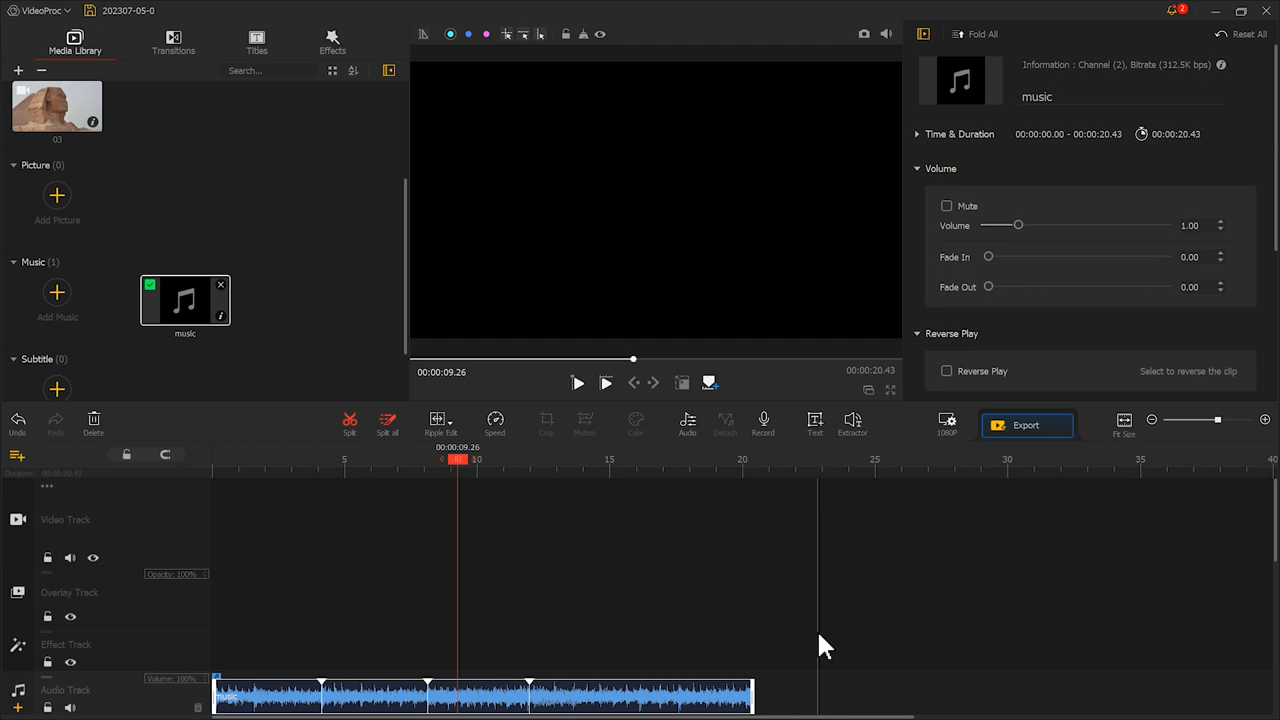 VideoProc
202307-05-0
2
Media Library
Transitions
Titles
Effects
Search...
Fold All
Reset All
Information : Channel (2), Bitrate (312.5K bps)
music
03
Time & Duration
00:00:00.00 - 00:00:20.43
00:00:20.43
Picture (0)
Volume
Add Picture
Mute
Volume
1.00
Music (1)
Fade In
0.00
Fade Out
0.00
Add Music
music
Reverse Play
Subtitle (0)
00:00:09.26
00:00:20.43
Reverse Play
Select to reverse the clip
Undo
Redo
Delete
Split
Split all
Ripple Edit
Speed
Crop
Motion
Color
Audio
Detach
Record
Text
Extractor
1080P
Export
Fit Size
00:00:09.26
5
10
15
20
25
30
35
40
Duration: 00:00:20.43
Video Track
Opacity: 100%
Overlay Track
Effect Track
Volume: 100%
Audio Track
music